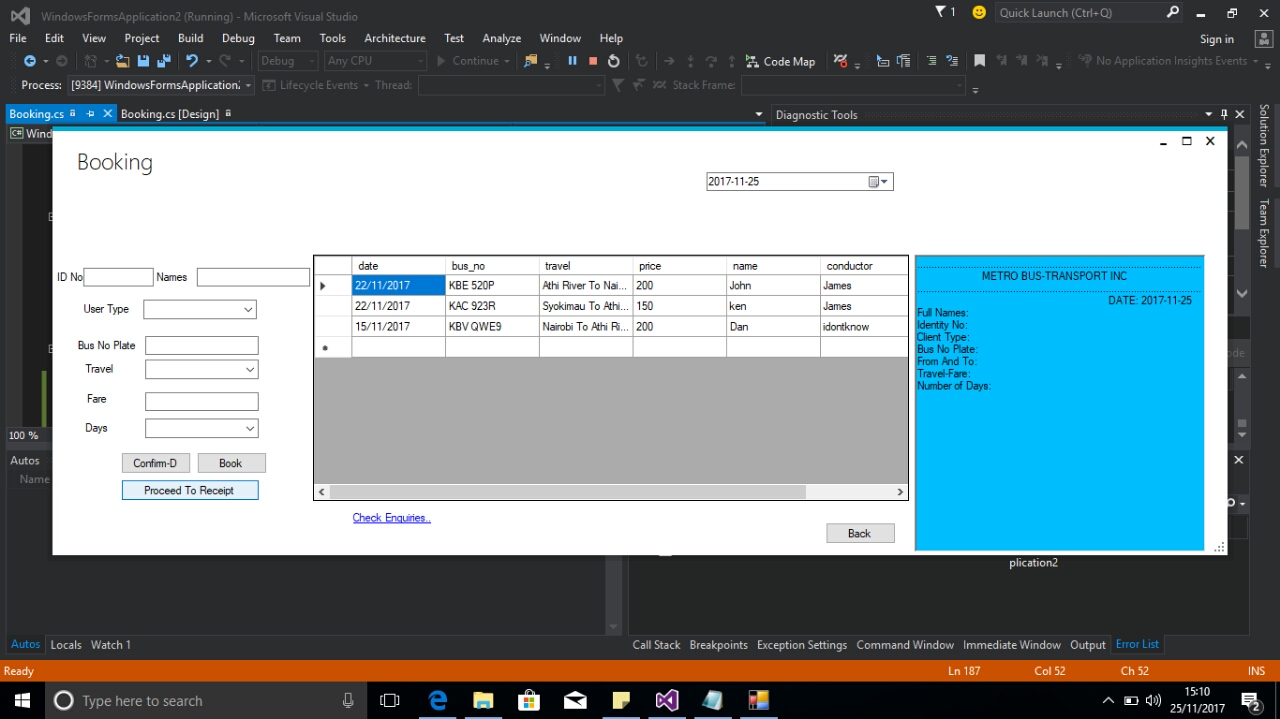 WindowsFormsApplication2 (Running) - Microsoft Visual Studio
1
Quick Launch (Ctrl+Q)
File Edit View Project Build Debug Team Tools Architecture Test Analyze Window Help
Sign in
Debug Any CPU Continue Code Map No Application Insights Events
Process: [9384] WindowsFormsApplication: Lifecycle Events Thread: Stack Frame:
Booking.cs Booking.cs [Design]
Diagnostic Tools
Solution Explorer
Team Explorer
C# Wind
Booking
2017-11-25
ID No Names
User Type
Bus No Plate
Travel
Fare
Days
Confirm-D Book
Proceed To Receipt
date bus_no travel price name conductor
22/11/2017 KBE 520P Athi River To Nai... 200 John James
22/11/2017 KAC 923R Syokimau To Athi... 150 ken James
15/11/2017 KBV QWE9 Nairobi To Athi Ri... 200 Dan idontknow
Check Enquiries..
Back
METRO BUS-TRANSPORT INC
DATE: 2017-11-25
Full Names:
Identity No:
Client Type:
Bus No Plate:
From And To:
Travel-Fare:
Number of Days:
100 %
Autos
Name
plication2
Autos Locals Watch 1
Call Stack Breakpoints Exception Settings Command Window Immediate Window Output Error List
Ready
Ln 187 Col 52 Ch 52 INS
Type here to search
15:10
25/11/2017
2